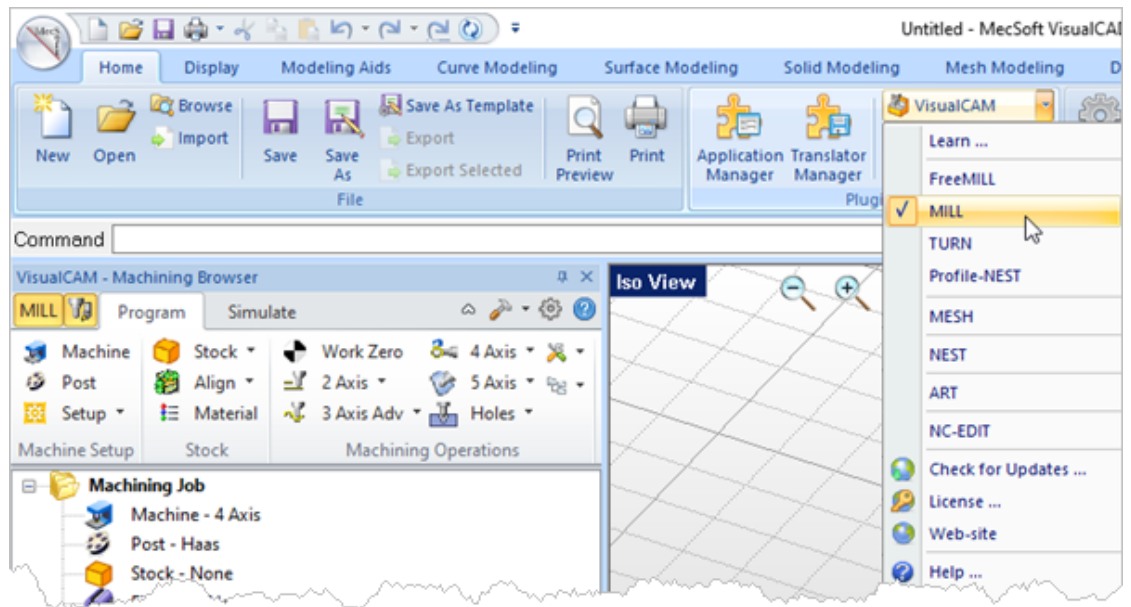 Untitled - MecSoft VisualCAD
Home Display Modeling Aids Curve Modeling Surface Modeling Solid Modeling Mesh Modeling D
New
Open
Browse
Import
Save
Save As
Save As Template
Export
Export Selected
Print Preview
Print
File
Application Manager
Translator Manager
Plugi
VisualCAM
Learn ...
FreeMILL
MILL
TURN
Profile-NEST
MESH
NEST
ART
NC-EDIT
Check for Updates ...
License ...
Web-site
Help ...
Command
VisualCAM - Machining Browser
MILL Program Simulate
Machine Stock Work Zero 4 Axis
Post Align 2 Axis 5 Axis
Setup Material 3 Axis Adv Holes
Machine Setup Stock Machining Operations
Machining Job
Machine - 4 Axis
Post - Haas
Stock - None
Iso View